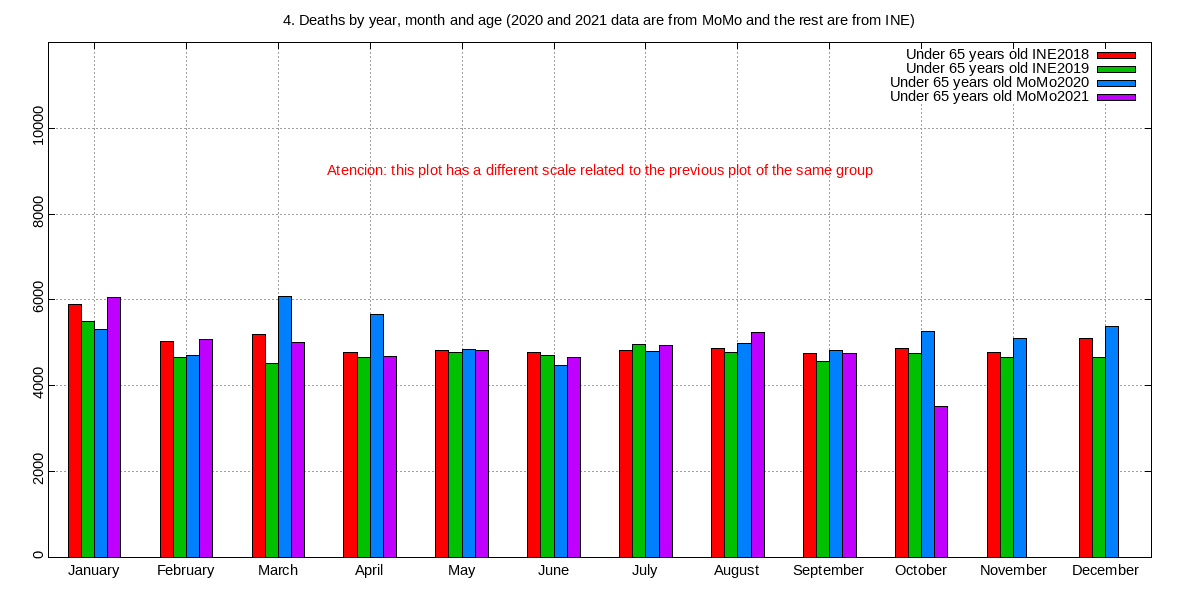 4. Deaths by year, month and age (2020 and 2021 data are from MoMo and the rest are from INE)
Under 65 years old INE2018
Under 65 years old INE2019
Under 65 years old MoMo2020
Under 65 years old MoMo2021
Atencion: this plot has a different scale related to the previous plot of the same group
10000
8000
6000
4000
2000
0
January February March April May June July August September October November December